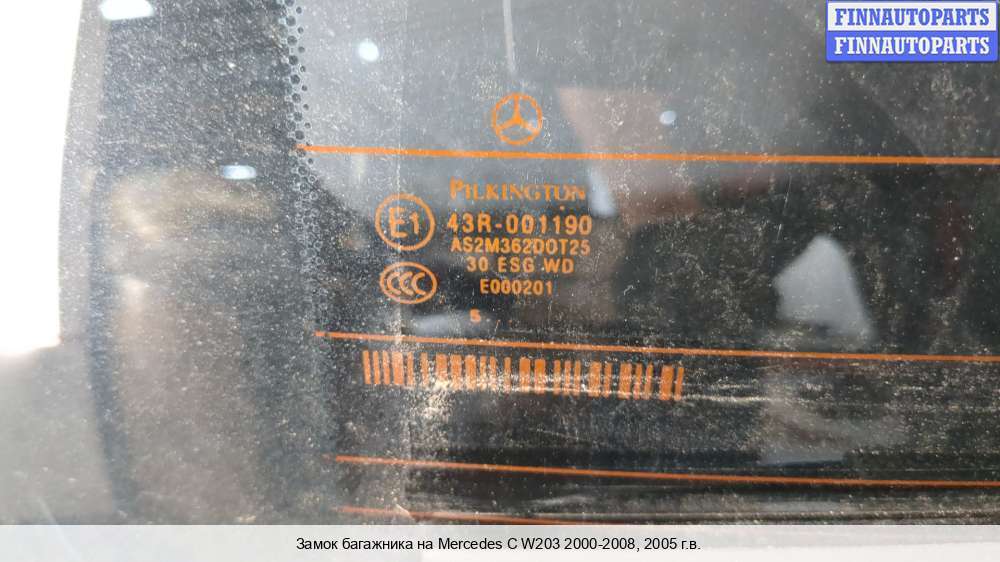 FINNAUTOPARTS
FINNAUTOPARTS
PILKINGTON
E1 43R-001190
AS2M362DOT25
30 ESG WD
CCC E000201
5
Замок багажника на Mercedes C W203 2000-2008, 2005 г.в.